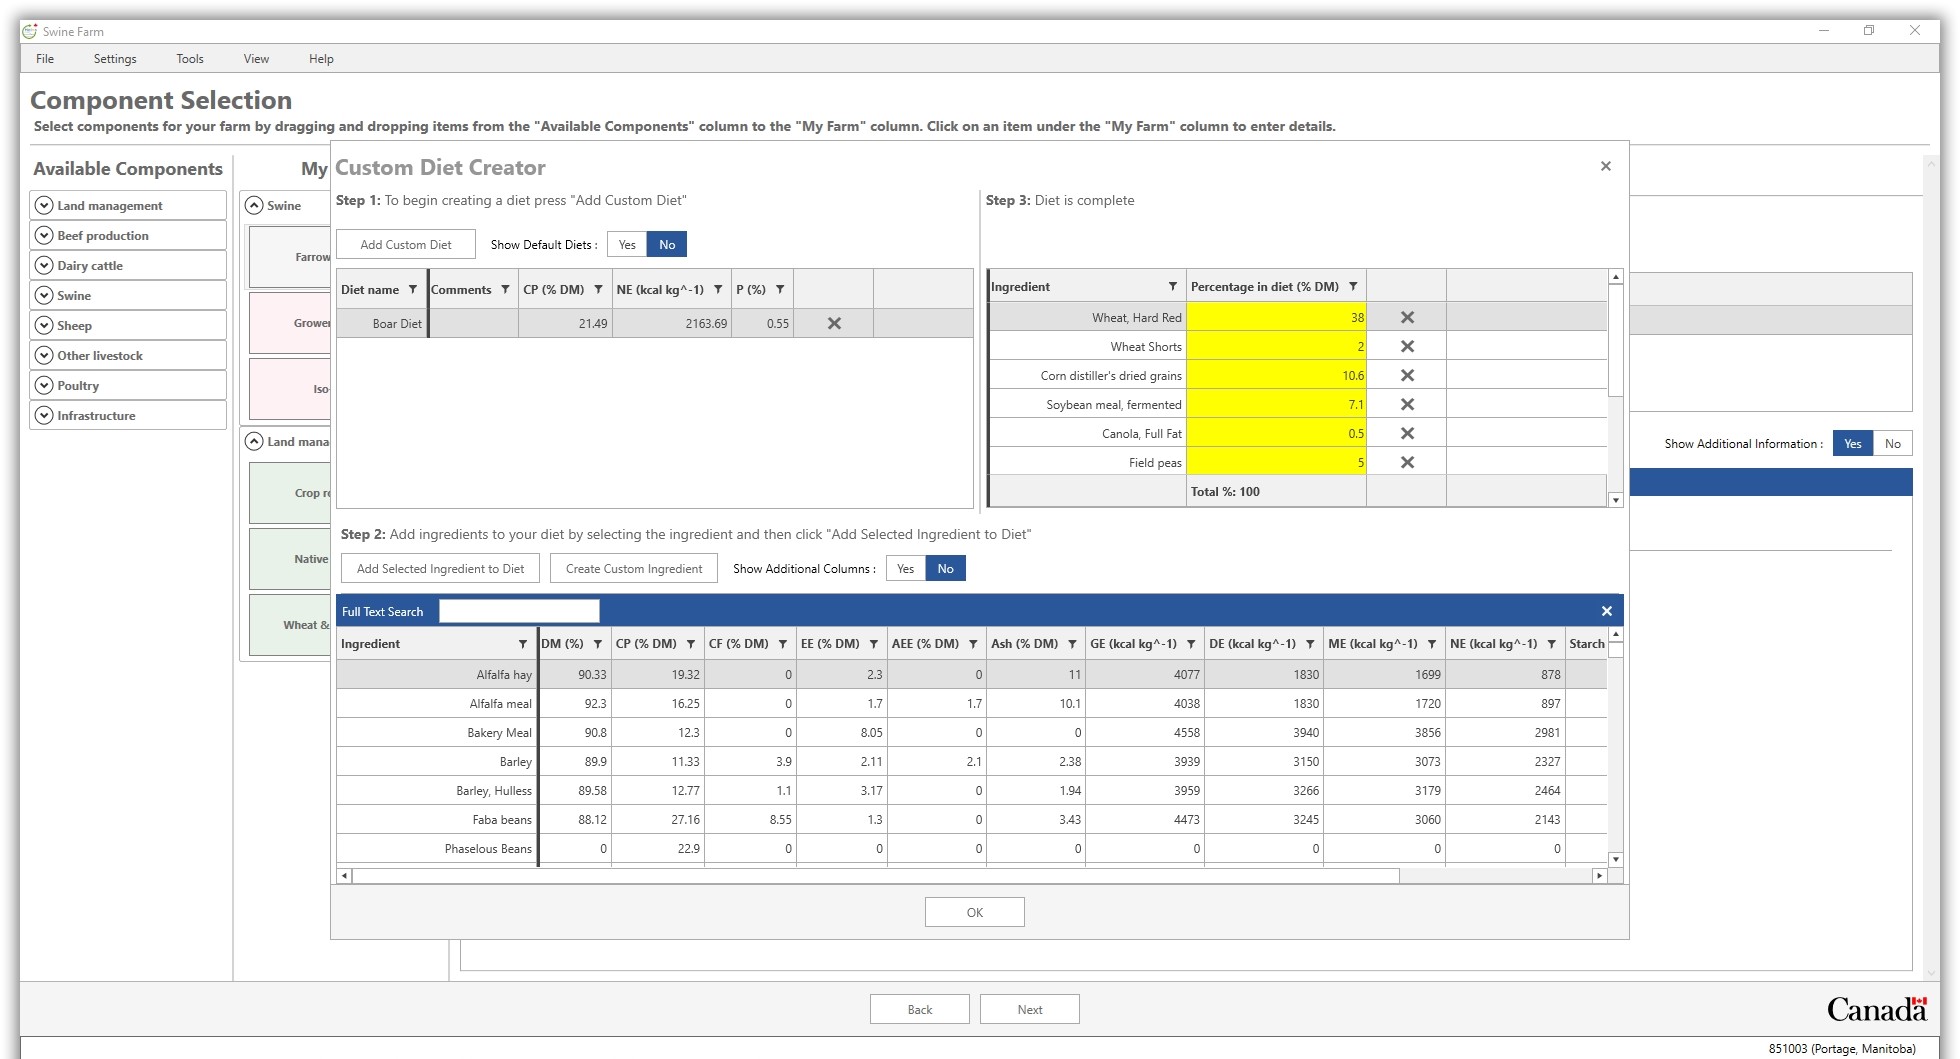 Swine Farm
File Settings Tools View Help
Component Selection
Select components for your farm by dragging and dropping items from the "Available Components" column to the "My Farm" column. Click on an item under the "My Farm" column to enter details.
Available Components
Land management
Beef production
Dairy cattle
Swine
Sheep
Other livestock
Poultry
Infrastructure
My
Swine
Farrow
Grower
Iso-
Land mana
Crop ro
Native
Wheat &
Custom Diet Creator
Step 1: To begin creating a diet press "Add Custom Diet"
Add Custom Diet Show Default Diets : Yes No
Diet name Comments CP (% DM) NE (kcal kg^-1) P (%)
Boar Diet 21.49 2163.69 0.55
Step 3: Diet is complete
Ingredient Percentage in diet (% DM)
Wheat, Hard Red 38
Wheat Shorts 2
Corn distiller's dried grains 10.6
Soybean meal, fermented 7.1
Canola, Full Fat 0.5
Field peas 5
Total %: 100
Show Additional Information : Yes No
Step 2: Add ingredients to your diet by selecting the ingredient and then click "Add Selected Ingredient to Diet"
Add Selected Ingredient to Diet Create Custom Ingredient Show Additional Columns : Yes No
Full Text Search
Ingredient DM (%) CP (% DM) CF (% DM) EE (% DM) AEE (% DM) Ash (% DM) GE (kcal kg^-1) DE (kcal kg^-1) ME (kcal kg^-1) NE (kcal kg^-1) Starch
Alfalfa hay 90.33 19.32 0 2.3 0 11 4077 1830 1699 878
Alfalfa meal 92.3 16.25 0 1.7 1.7 10.1 4038 1830 1720 897
Bakery Meal 90.8 12.3 0 8.05 0 0 4558 3940 3856 2981
Barley 89.9 11.33 3.9 2.11 2.1 2.38 3939 3150 3073 2327
Barley, Hulless 89.58 12.77 1.1 3.17 0 1.94 3959 3266 3179 2464
Faba beans 88.12 27.16 8.55 1.3 0 3.43 4473 3245 3060 2143
Phaselous Beans 0 22.9 0 0 0 0 0 0 0 0
OK
Back Next
Canada
851003 (Portage, Manitoba)